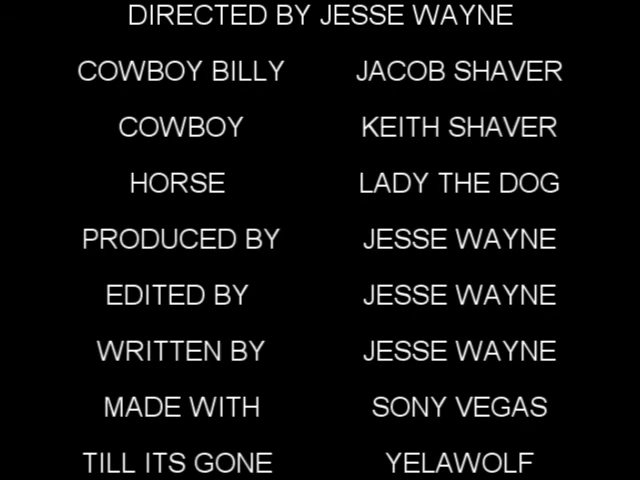 DIRECTED BY JESSE WAYNE
COWBOY BILLY JACOB SHAVER
COWBOY KEITH SHAVER
HORSE LADY THE DOG
PRODUCED BY JESSE WAYNE
EDITED BY JESSE WAYNE
WRITTEN BY JESSE WAYNE
MADE WITH SONY VEGAS
TILL ITS GONE YELAWOLF